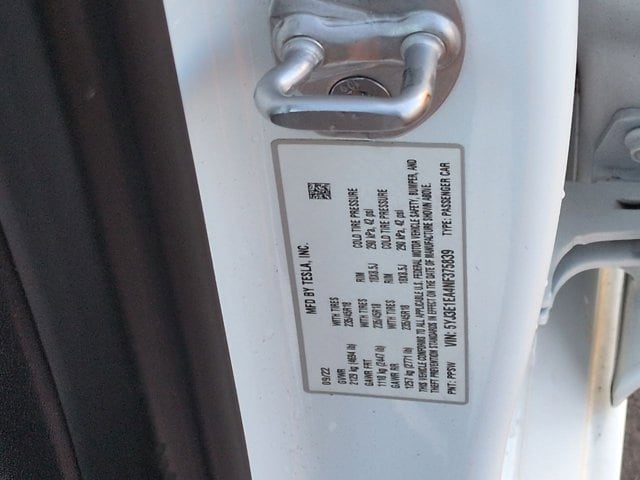 MFD BY TESLA, INC.
09/22
GVWR
2129 kg (4694 lb)
GAWR FRT WITH TIRES RIM COLD TIRE PRESSURE
1110 kg (2447 lb) 235/45R18 18X8.5J 290 kPa, 42 psi
GAWR RR WITH TIRES RIM COLD TIRE PRESSURE
1257 kg (2771 lb) 235/45R18 18X8.5J 290 kPa, 42 psi
THIS VEHICLE CONFORMS TO ALL APPLICABLE U.S. FEDERAL MOTOR VEHICLE SAFETY, BUMPER, AND
THEFT PREVENTION STANDARDS IN EFFECT ON THE DATE OF MANUFACTURE SHOWN ABOVE.
VIN: 5YJ3E1EA4NF375839
PNT: PPSW TYPE: PASSENGER CAR